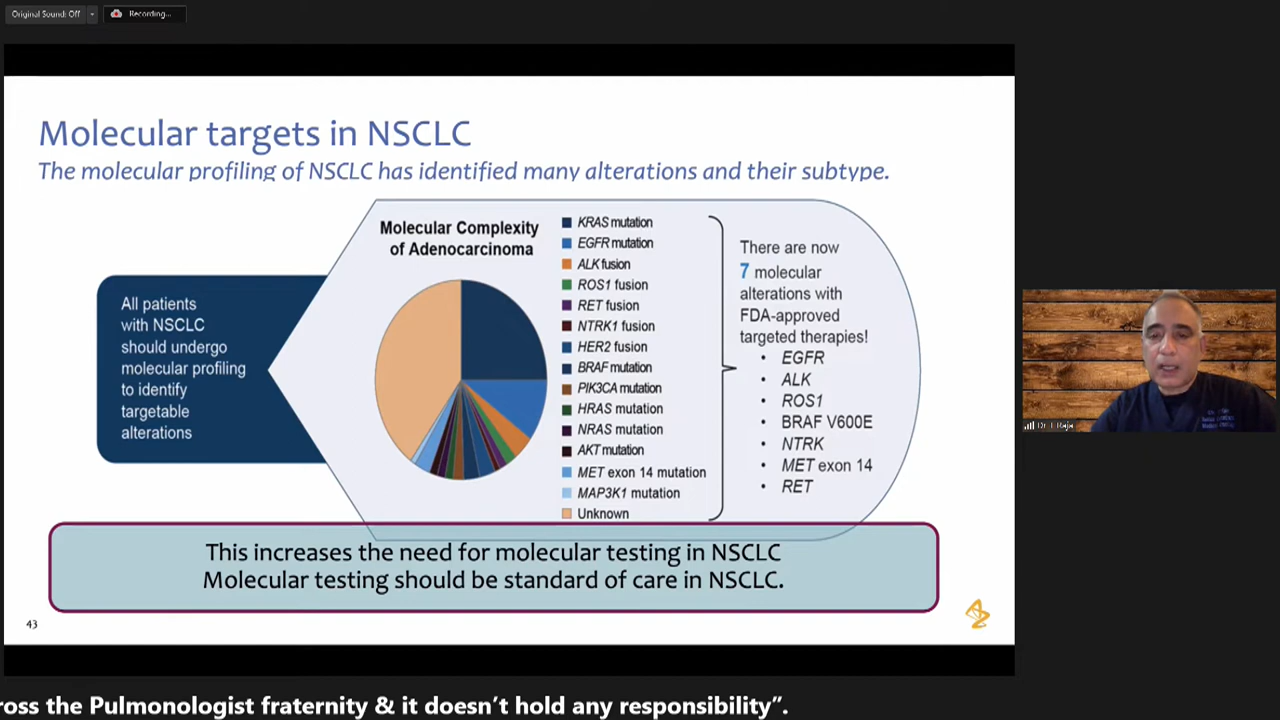 Original Sound: Off
Recording...
Molecular targets in NSCLC
The molecular profiling of NSCLC has identified many alterations and their subtype.
All patients
with NSCLC
should undergo
molecular profiling
to identify
targetable
alterations
Molecular Complexity
of Adenocarcinoma
KRAS mutation
EGFR mutation
ALK fusion
ROS1 fusion
RET fusion
NTRK1 fusion
HER2 fusion
BRAF mutation
PIK3CA mutation
HRAS mutation
NRAS mutation
AKT mutation
MET exon 14 mutation
MAP3K1 mutation
Unknown
There are now
7 molecular
alterations with
FDA-approved
targeted therapies!
• EGFR
• ALK
• ROS1
• BRAF V600E
• NTRK
• MET exon 14
• RET
This increases the need for molecular testing in NSCLC
Molecular testing should be standard of care in NSCLC.
43
Raja
ross the Pulmonologist fraternity & it doesn't hold any responsibility".